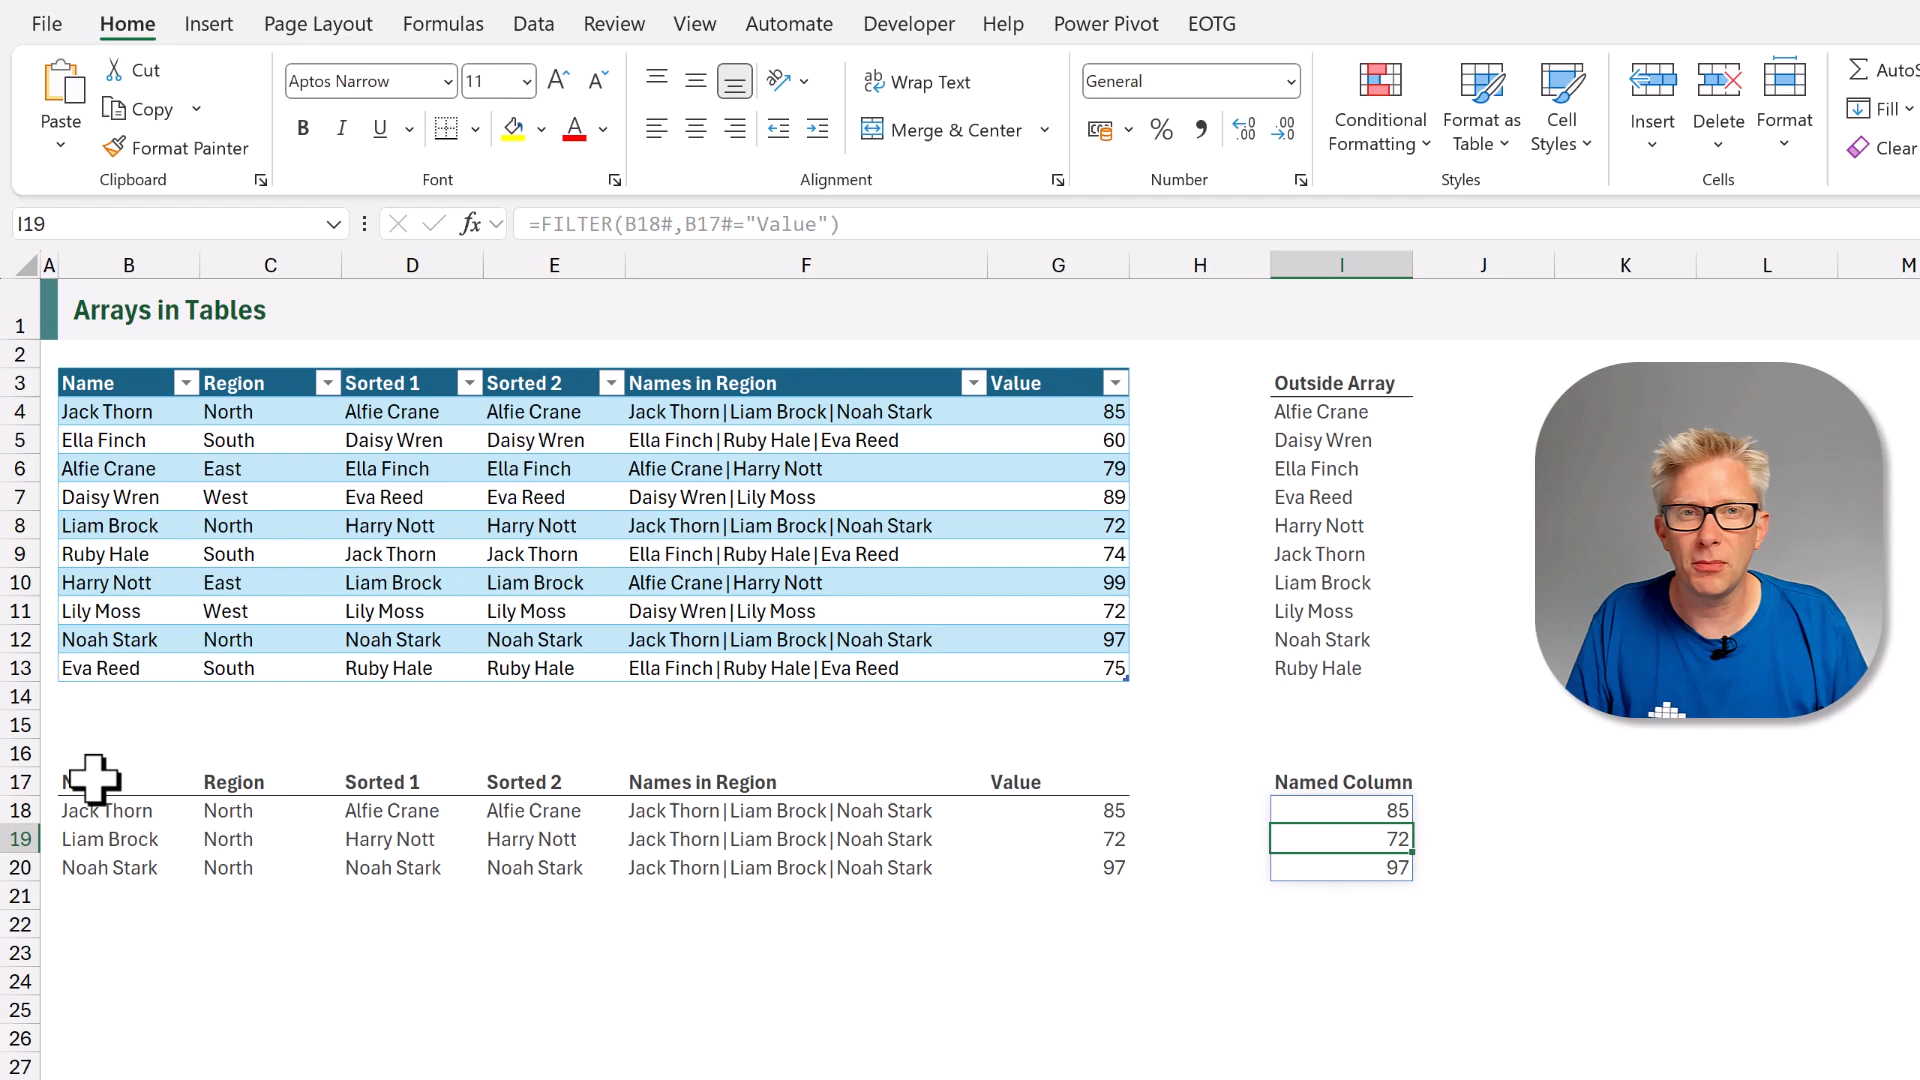 File Home Insert Page Layout Formulas Data Review View Automate Developer Help Power Pivot EOTG
Paste
Cut
Copy
Format Painter
Clipboard
Aptos Narrow 11
B I U
Font
Wrap Text
Merge & Center
Alignment
General
Number
Conditional Formatting
Format as Table
Cell Styles
Styles
Insert Delete Format
Cells
Fill
Clear
I19 =FILTER(B18#,B17#="Value")
A B C D E F G H I J K L M
1 Arrays in Tables
2
3 Name Region Sorted 1 Sorted 2 Names in Region Value Outside Array
4 Jack Thorn North Alfie Crane Alfie Crane Jack Thorn|Liam Brock|Noah Stark 85 Alfie Crane
5 Ella Finch South Daisy Wren Daisy Wren Ella Finch|Ruby Hale|Eva Reed 60 Daisy Wren
6 Alfie Crane East Ella Finch Ella Finch Alfie Crane|Harry Nott 79 Ella Finch
7 Daisy Wren West Eva Reed Eva Reed Daisy Wren|Lily Moss 89 Eva Reed
8 Liam Brock North Harry Nott Harry Nott Jack Thorn|Liam Brock|Noah Stark 72 Harry Nott
9 Ruby Hale South Jack Thorn Jack Thorn Ella Finch|Ruby Hale|Eva Reed 74 Jack Thorn
10 Harry Nott East Liam Brock Liam Brock Alfie Crane|Harry Nott 99 Liam Brock
11 Lily Moss West Lily Moss Lily Moss Daisy Wren|Lily Moss 72 Lily Moss
12 Noah Stark North Noah Stark Noah Stark Jack Thorn|Liam Brock|Noah Stark 97 Noah Stark
13 Eva Reed South Ruby Hale Ruby Hale Ella Finch|Ruby Hale|Eva Reed 75 Ruby Hale
14
15
16
17 Region Sorted 1 Sorted 2 Names in Region Value Named Column
18 Jack Thorn North Alfie Crane Alfie Crane Jack Thorn|Liam Brock|Noah Stark 85 85
19 Liam Brock North Harry Nott Harry Nott Jack Thorn|Liam Brock|Noah Stark 72 72
20 Noah Stark North Noah Stark Noah Stark Jack Thorn|Liam Brock|Noah Stark 97 97
21
22
23
24
25
26
27